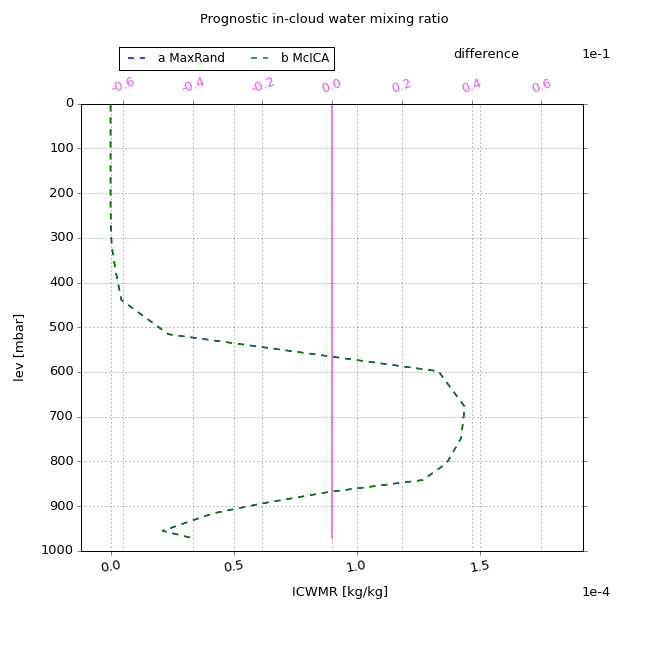 Prognostic in-cloud water mixing ratio
a MaxRand b McICA difference 1e-1
-0.6 -0.4 -0.2 0.0 0.2 0.4 0.6
0
100
200
300
400
500
600
700
800
900
1000
lev [mbar]
0.0 0.5 1.0 1.5
ICWMR [kg/kg] 1e-4